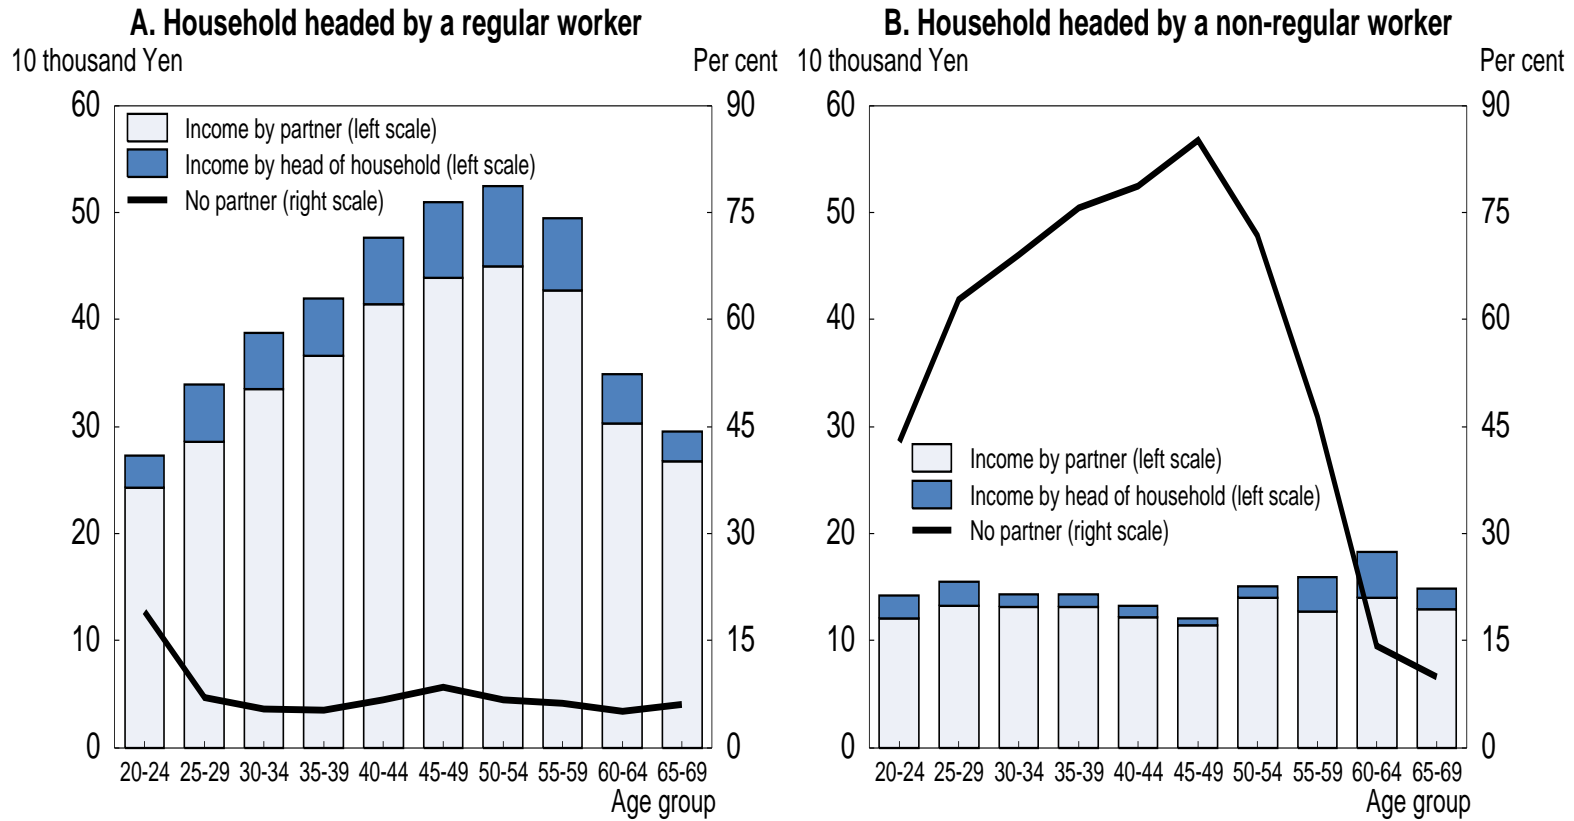 A. Household headed by a regular worker
10 thousand Yen
Per cent
60
50
40
30
20
10
0
90
75
60
45
30
15
0
Income by partner (left scale)
Income by head of household (left scale)
No partner (right scale)
20-24 25-29 30-34 35-39 40-44 45-49 50-54 55-59 60-64 65-69
Age group
B. Household headed by a non-regular worker
10 thousand Yen
Per cent
60
50
40
30
20
10
0
90
75
60
45
30
15
0
Income by partner (left scale)
Income by head of household (left scale)
No partner (right scale)
20-24 25-29 30-34 35-39 40-44 45-49 50-54 55-59 60-64 65-69
Age group